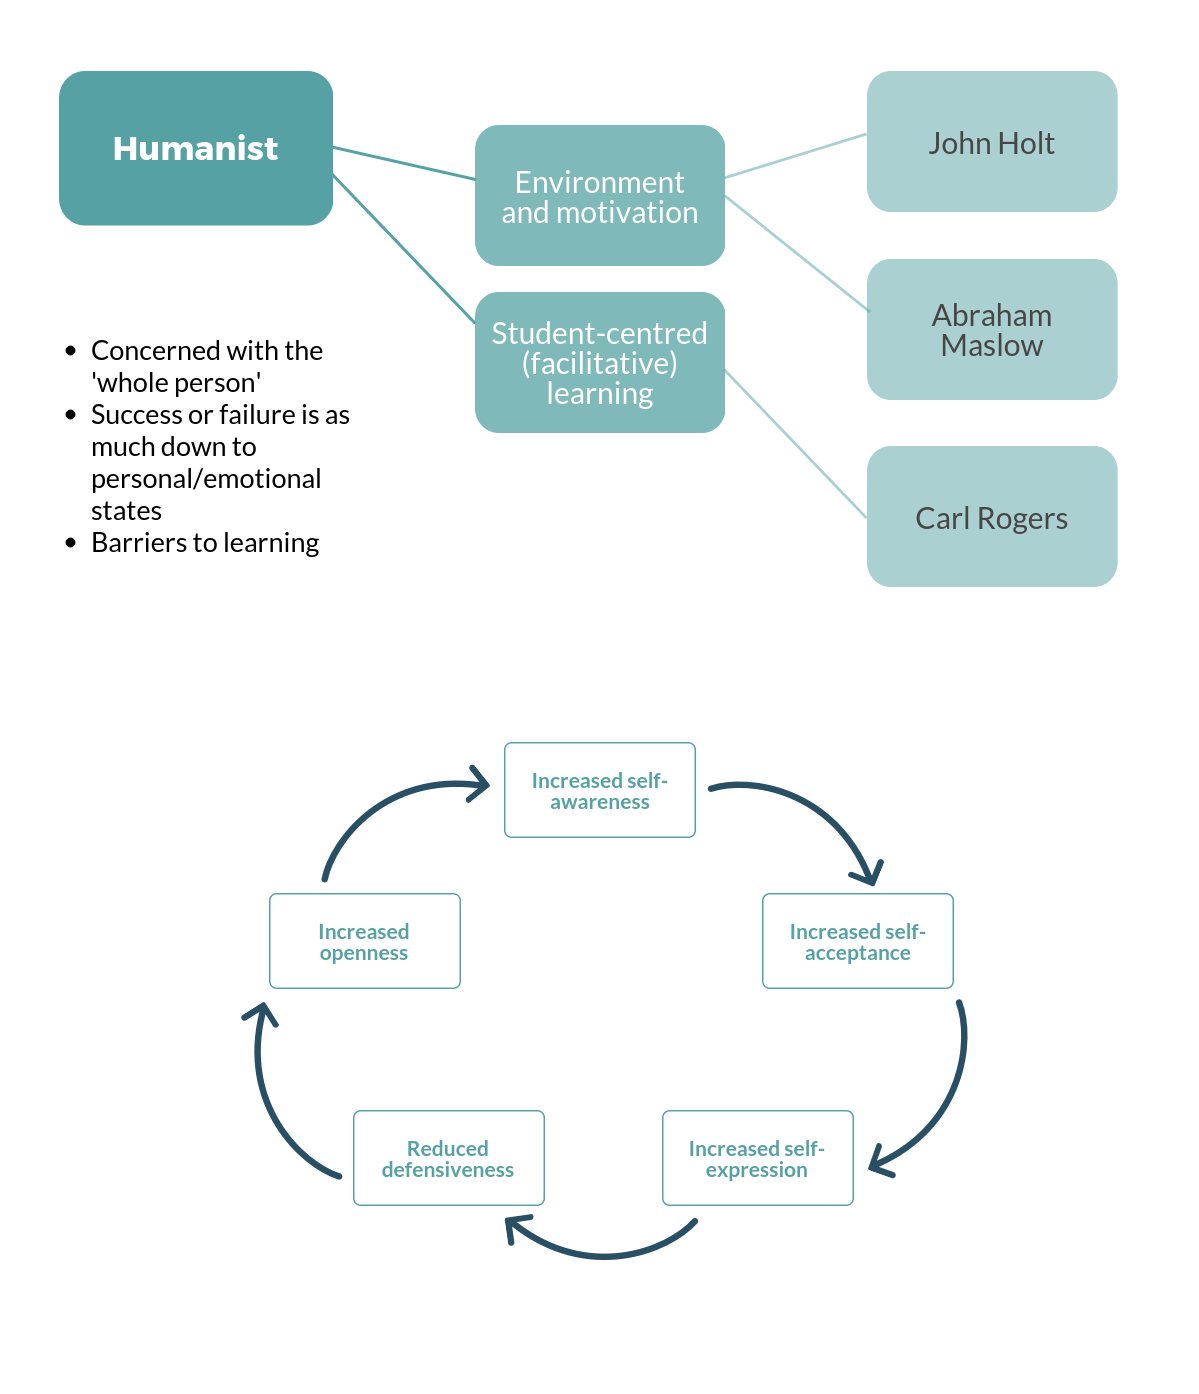 Humanist
Environment
and motivation
Student-centred
(facilitative)
learning
John Holt
Abraham
Maslow
Carl Rogers
• Concerned with the
'whole person'
• Success or failure is as
much down to
personal/emotional
states
• Barriers to learning
Increased self-
awareness
Increased self-
acceptance
Increased self-
expression
Reduced
defensiveness
Increased
openness